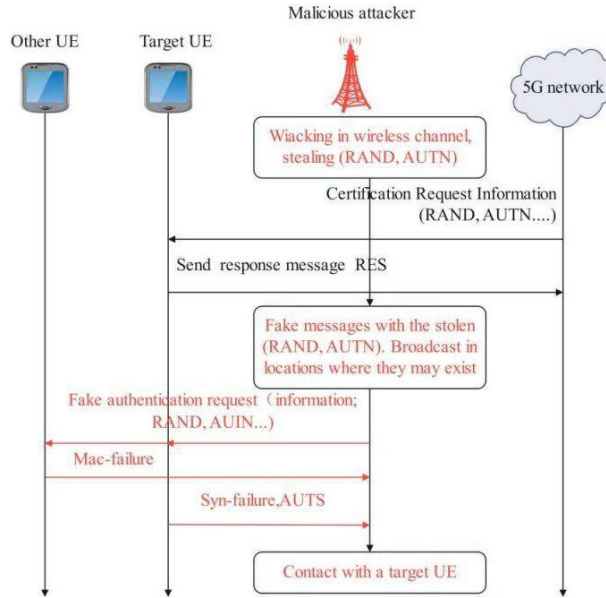 Malicious attacker
Other UE
Target UE
5G network
Wiacking in wireless channel,
stealing (RAND, AUTN)
Certification Request Information
(RAND, AUTN....)
Send response message RES
Fake messages with the stolen
(RAND, AUTN). Broadcast in
locations where they may exist
Fake authentication request（information;
RAND, AUIN...)
Mac-failure
Syn-failure,AUTS
Contact with a target UE